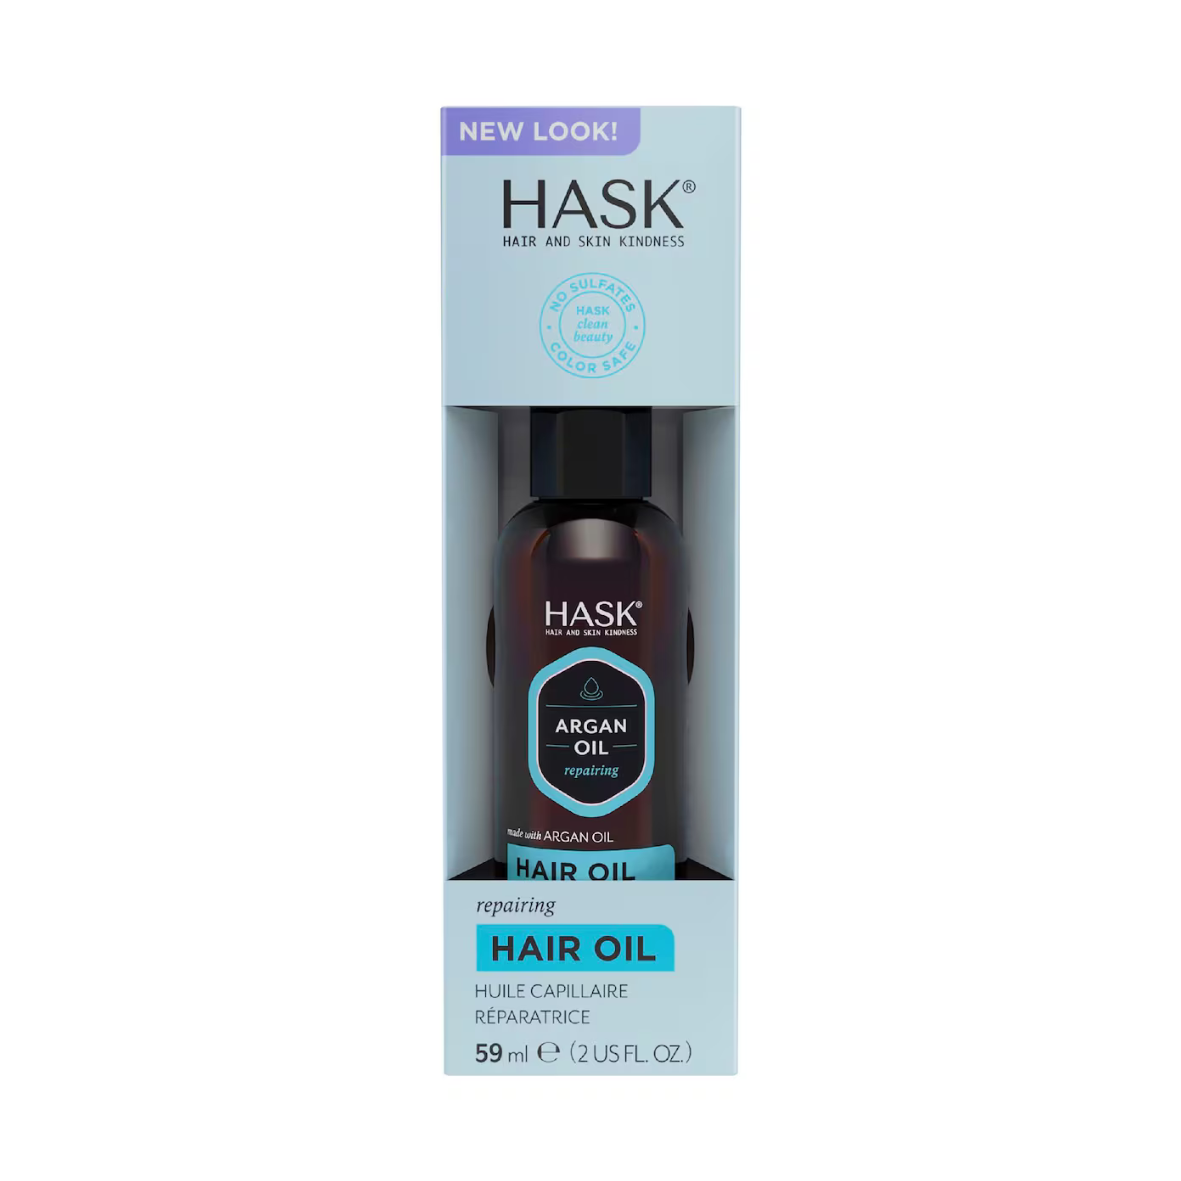 NEW LOOK!
HASK®
HAIR AND SKIN KINDNESS
NO SULFATES
HASK
clean
beauty
COLOR SAFE
HASK®
HAIR AND SKIN KINDNESS
ARGAN
OIL
repairing
made with ARGAN OIL
HAIR OIL
repairing
HAIR OIL
HUILE CAPILLAIRE
RÉPARATRICE
59 ml ℮ (2 US FL. OZ.)